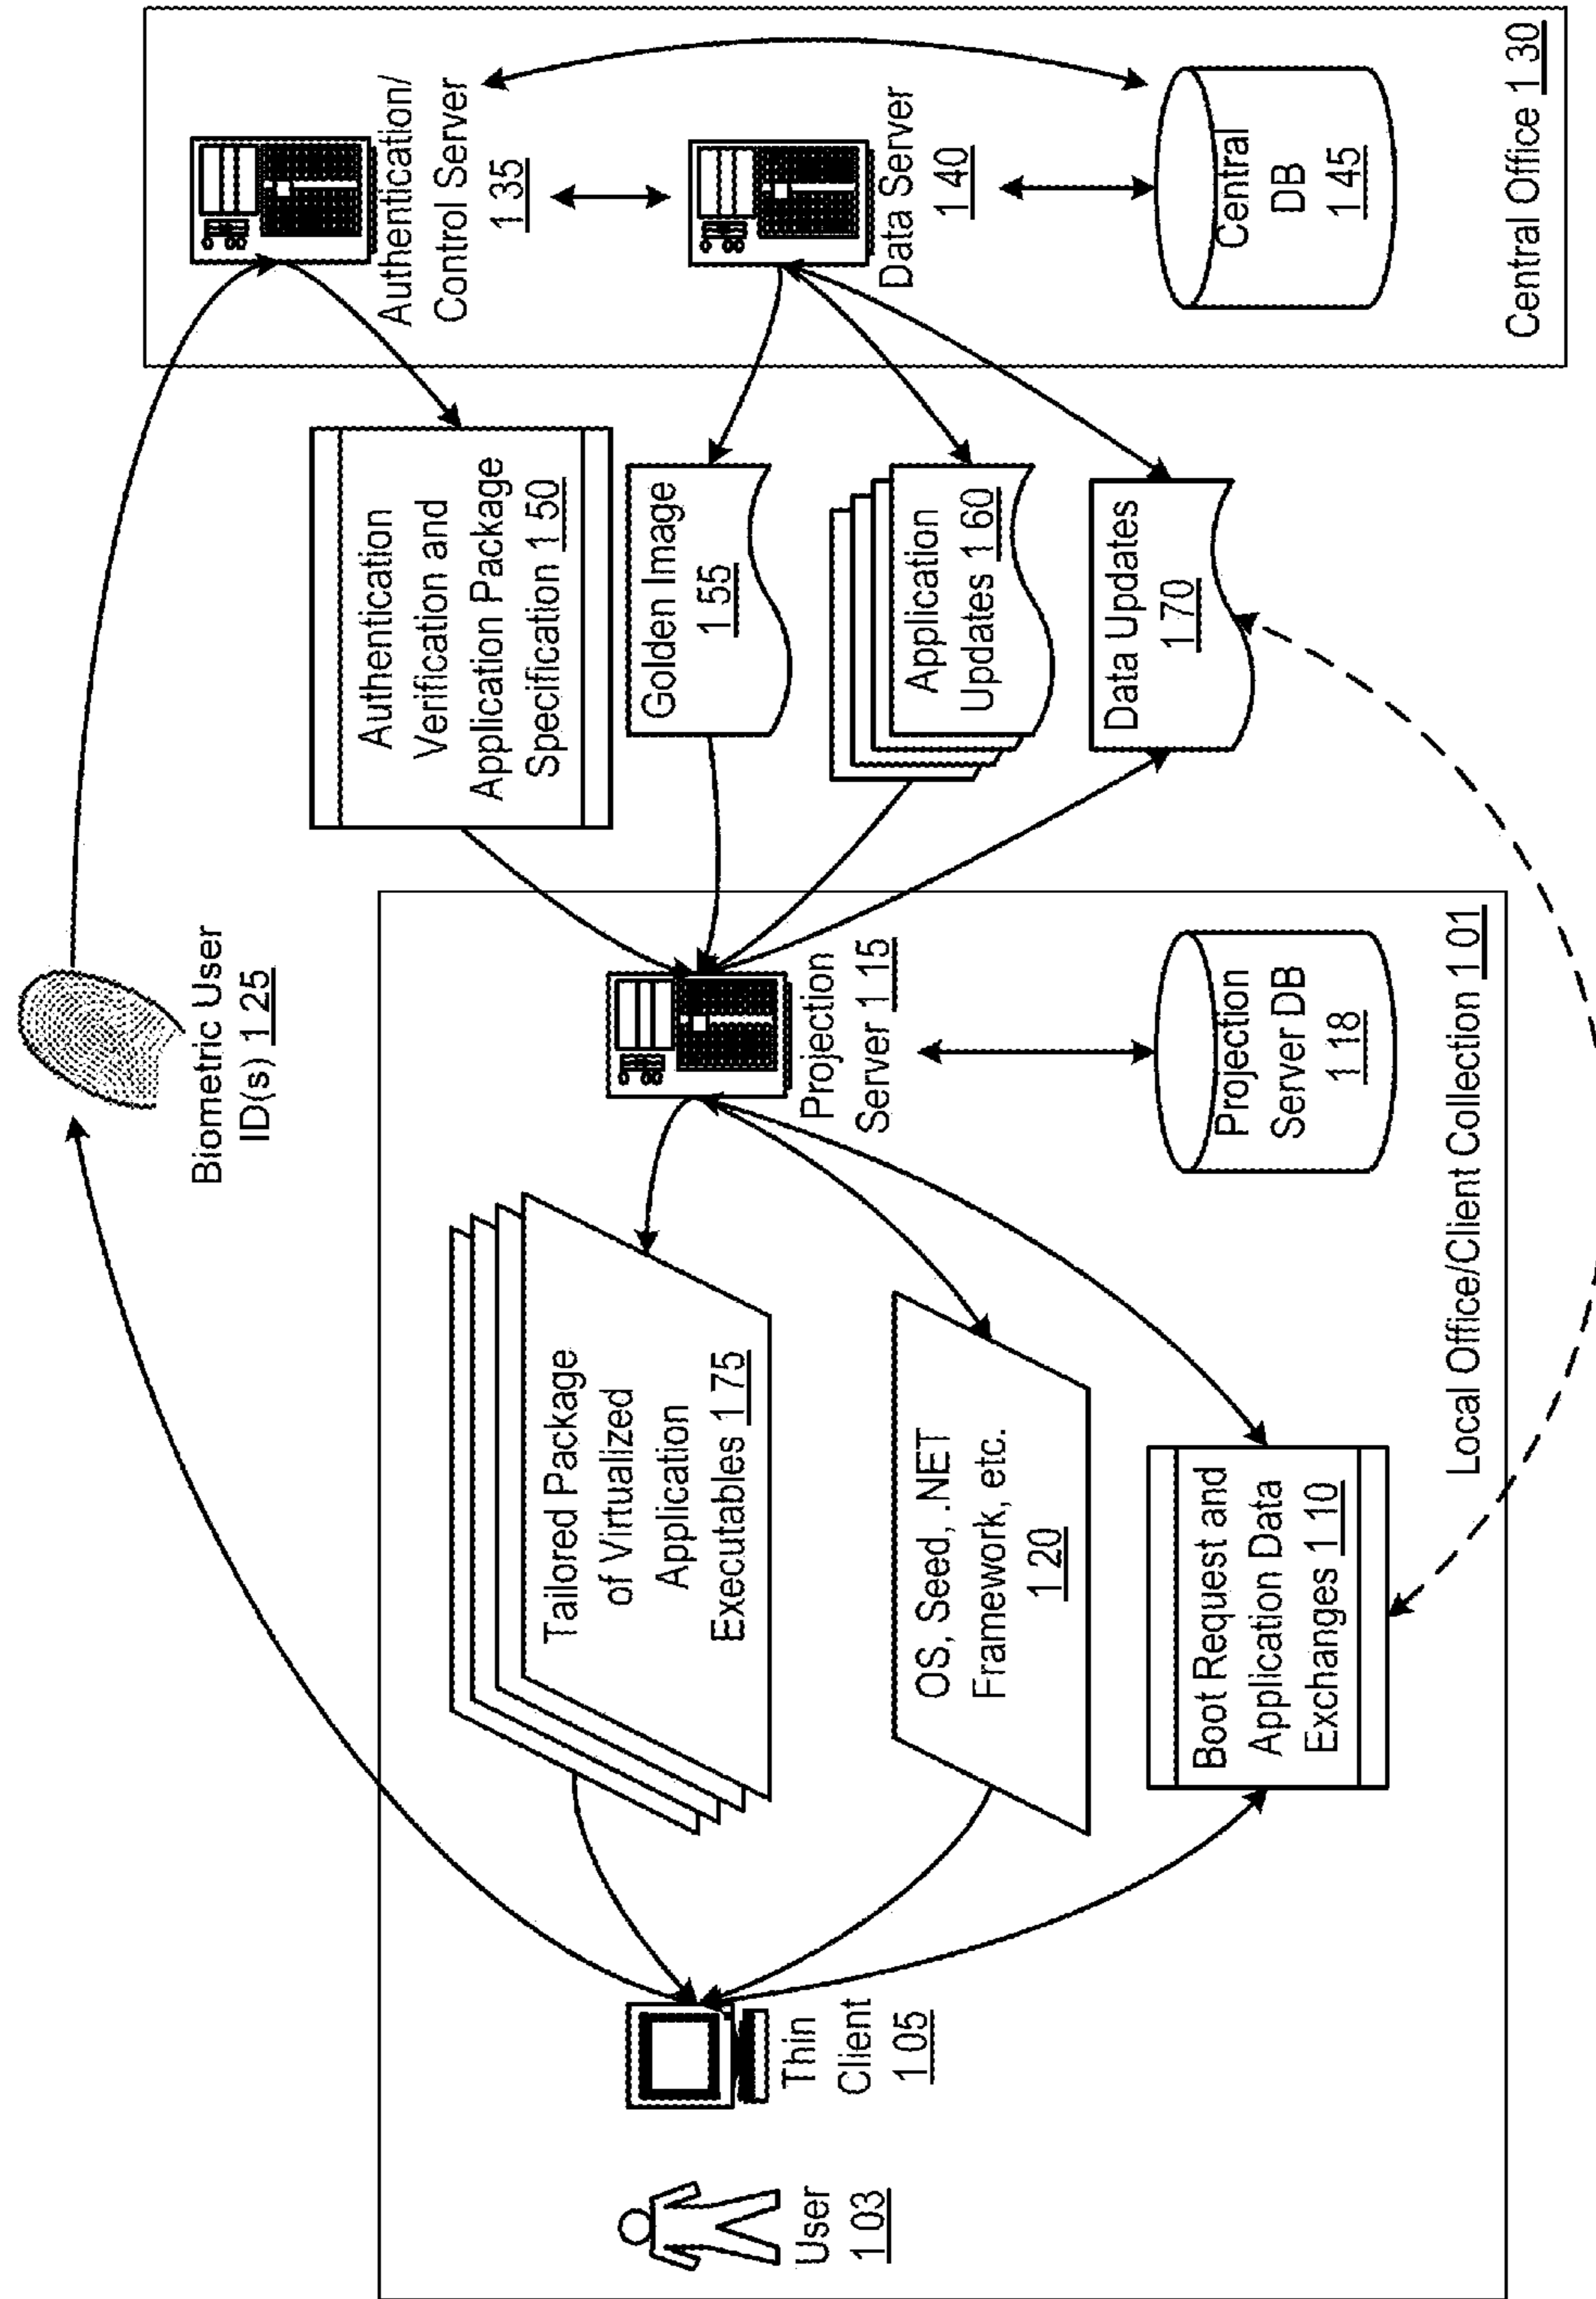 Biometric User
ID(s) 125
Authentication/
Control Server
135
Data Server
140
Central
DB
145
Central Office 130
Authentication
Verification and
Application Package
Specification 150
Golden Image
155
Application
Updates 160
Data Updates
170
Projection
Server 115
Projection
Server DB
118
Tailored Package
of Virtualized
Application
Executables 175
OS, Seed, .NET
Framework, etc.
120
Boot Request and
Application Data
Exchanges 110
Thin
Client
105
User
103
Local Office/Client Collection 101